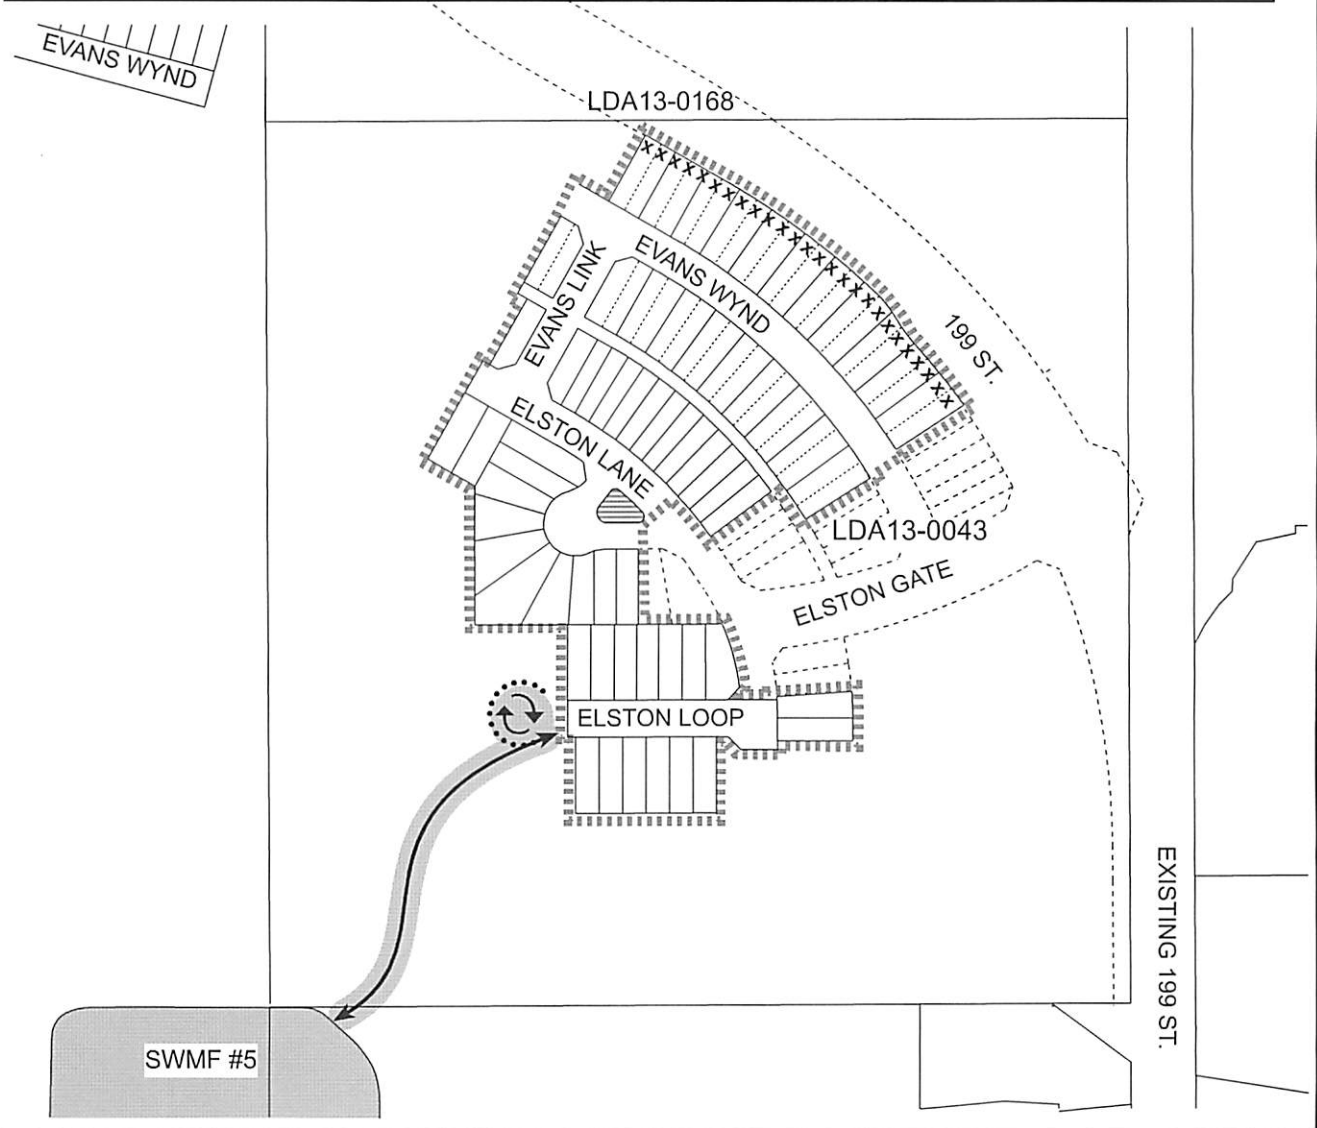 EVANS WYND
LDA13-0168
EVANS WYND
EVANS LINK
199 ST.
ELSTON LANE
LDA13-0043
ELSTON GATE
ELSTON LOOP
EXISTING 199 ST.
SWMF #5